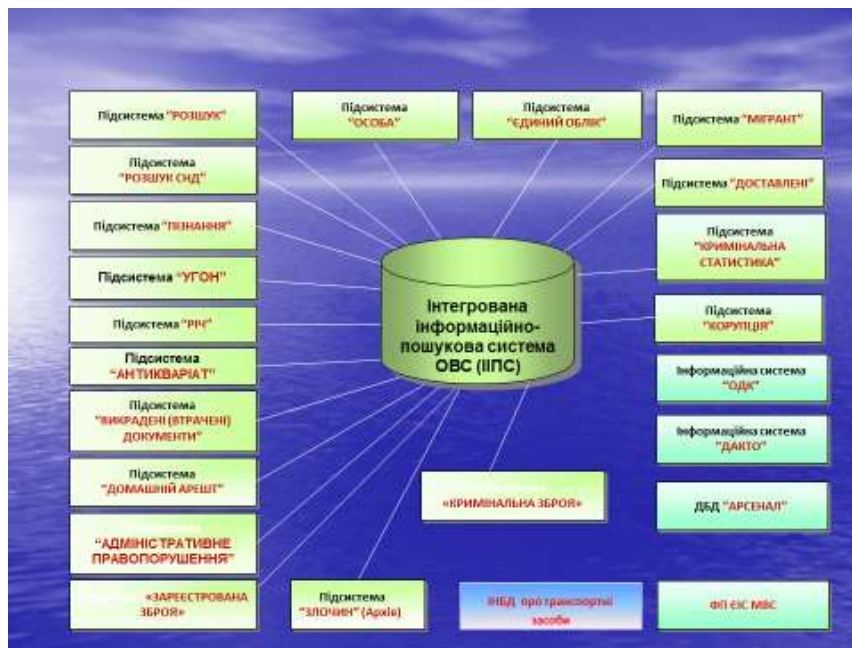 Підсистема "РОЗШУК"
Підсистема
"ОСОБА"
Підсистема
"ЄДИНИЙ ОБЛІК"
Підсистема "МІГРАНТ"
Підсистема
"РОЗШУК СНД"
Підсистема "ДОСТАВЛЕНІ"
Підсистема "ПІЗНАННЯ"
Підсистема
"КРИМІНАЛЬНА
СТАТИСТИКА"
Підсистема "УГОН"
Інтегрована
інформаційно-
пошукова система
ОВС (ІІПС)
Підсистема "РІЧ"
Підсистема
"КОРУПЦІЯ"
Підсистема
"АНТИКВАРІАТ"
Інформаційна система
"ОДК"
Підсистема
"ВИКРАДЕНІ (ВТРАЧЕНІ)
ДОКУМЕНТИ"
Інформаційна система
"ДАКТО"
Підсистема
"ДОМАШНІЙ АРЕШТ"
«КРИМІНАЛЬНА ЗБРОЯ»
ДБД "АРСЕНАЛ"
"АДМІНІСТРАТИВНЕ
ПРАВОПОРУШЕННЯ"
«ЗАРЕЄСТРОВАНА
ЗБРОЯ»
Підсистема
"ЗЛОЧИН" (Архів)
ІНБД про транспортні
засоби
ФП ЄІС МВС